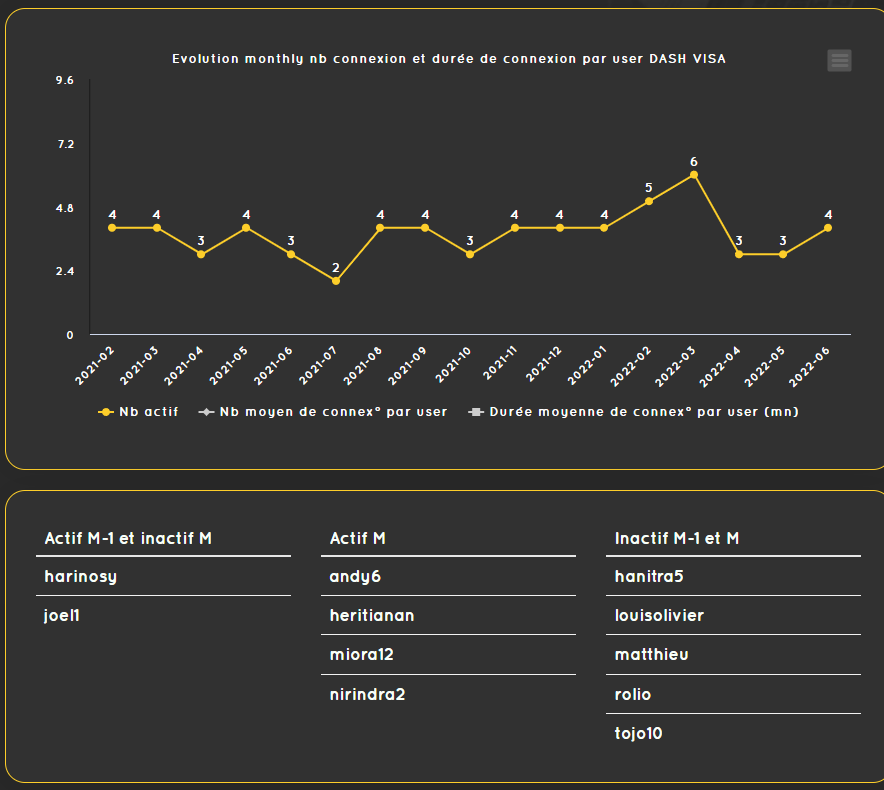 Evolution monthly nb connexion et durée de connexion par user DASH VISA
9.6
7.2
4.8
2.4
0
4 4 3 4 3 2 4 4 3 4 4 4 5 6 3 3 4
2021-02 2021-03 2021-04 2021-05 2021-06 2021-07 2021-08 2021-09 2021-10 2021-11 2021-12 2022-01 2022-02 2022-03 2022-04 2022-05 2022-06
Nb actif Nb moyen de connex° par user Durée moyenne de connex° par user (mn)
Actif M-1 et inactif M
harinosy
joel1
Actif M
andy6
heritianan
miora12
nirindra2
Inactif M-1 et M
hanitra5
louisolivier
matthieu
rolio
tojo10